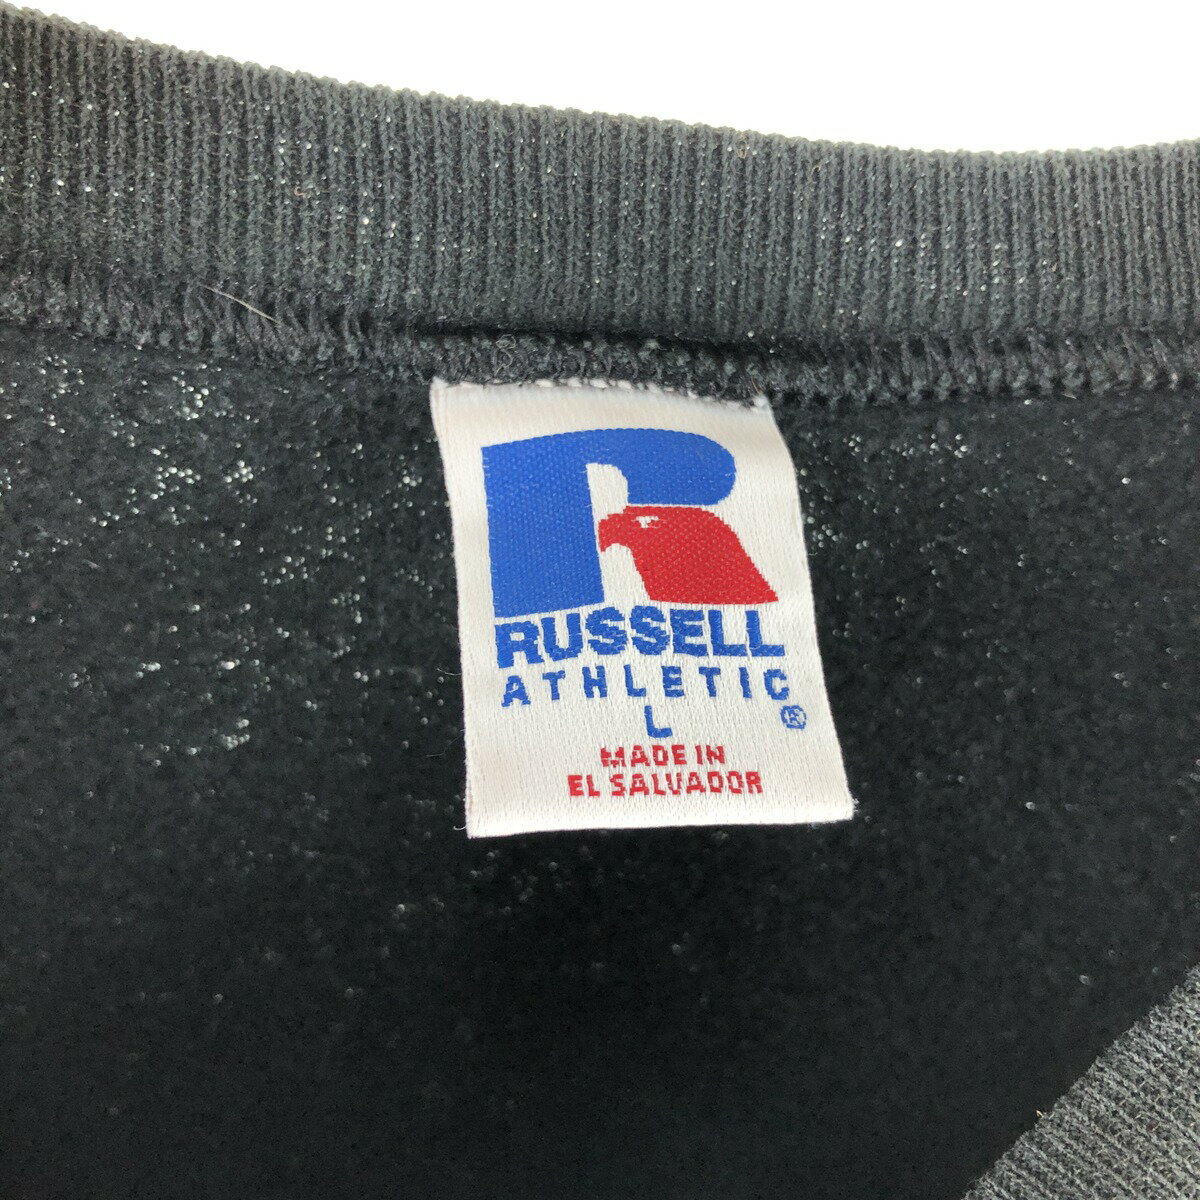 R
RUSSELL
ATHLETIC
L ®
MADE IN
EL SALVADOR